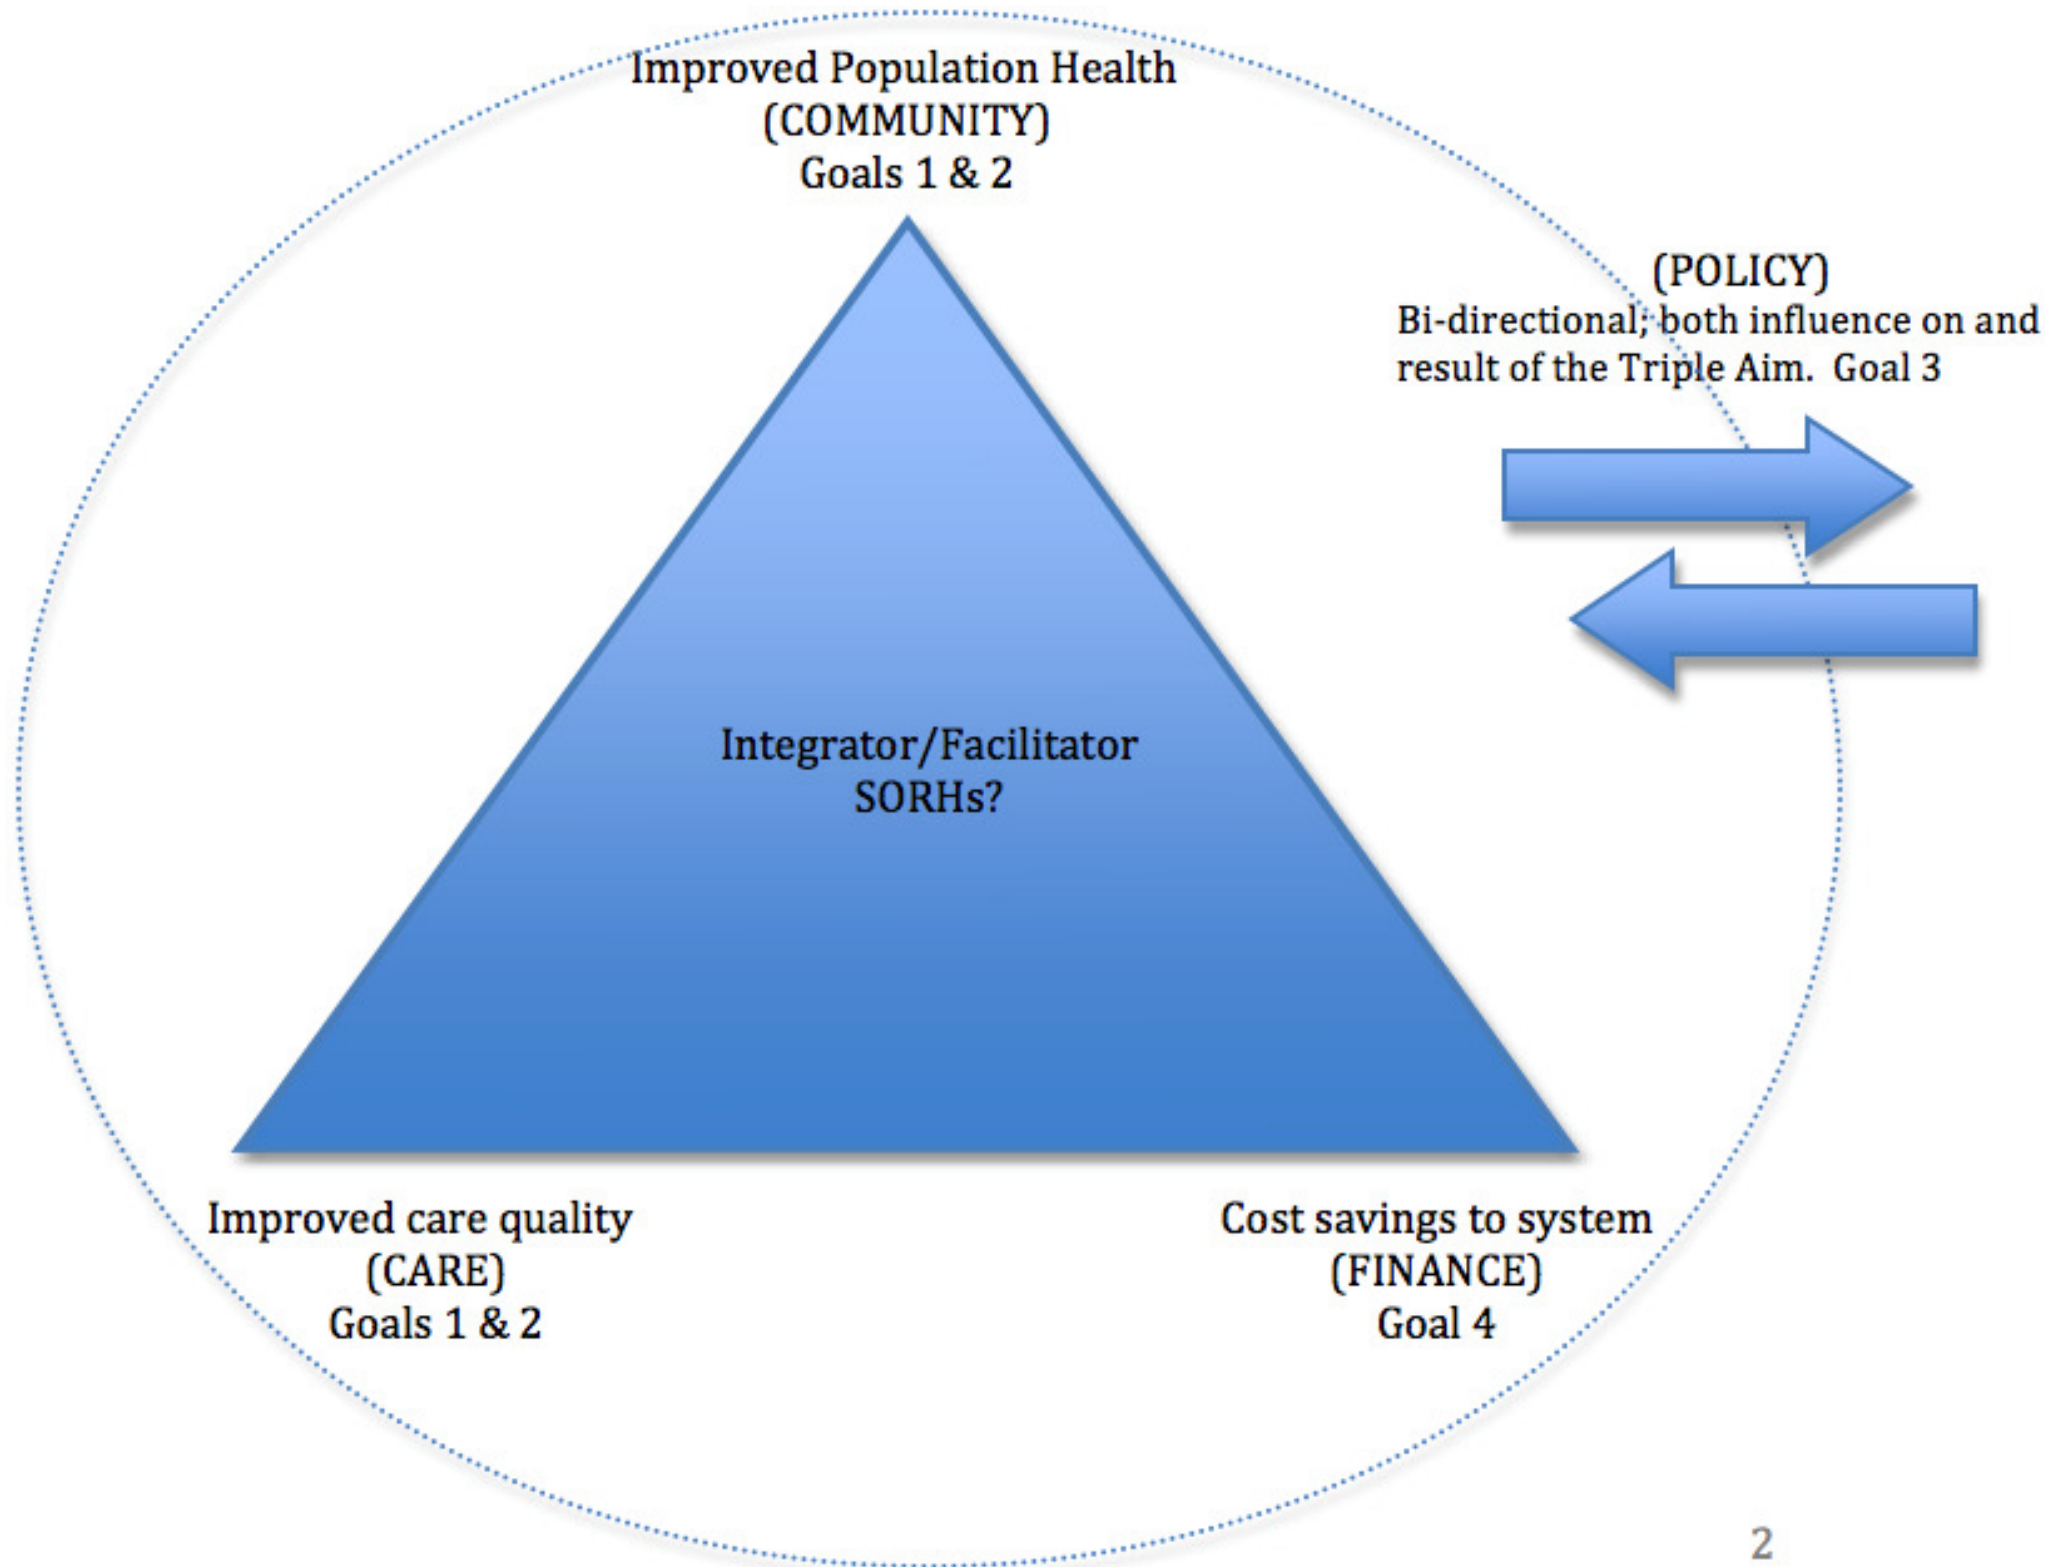 Improved Population Health
(COMMUNITY)
Goals 1 & 2
(POLICY)
Bi-directional; both influence on and
result of the Triple Aim.  Goal 3
Integrator/Facilitator
SORHs?
Improved care quality
(CARE)
Goals 1 & 2
Cost savings to system
(FINANCE)
Goal 4
2